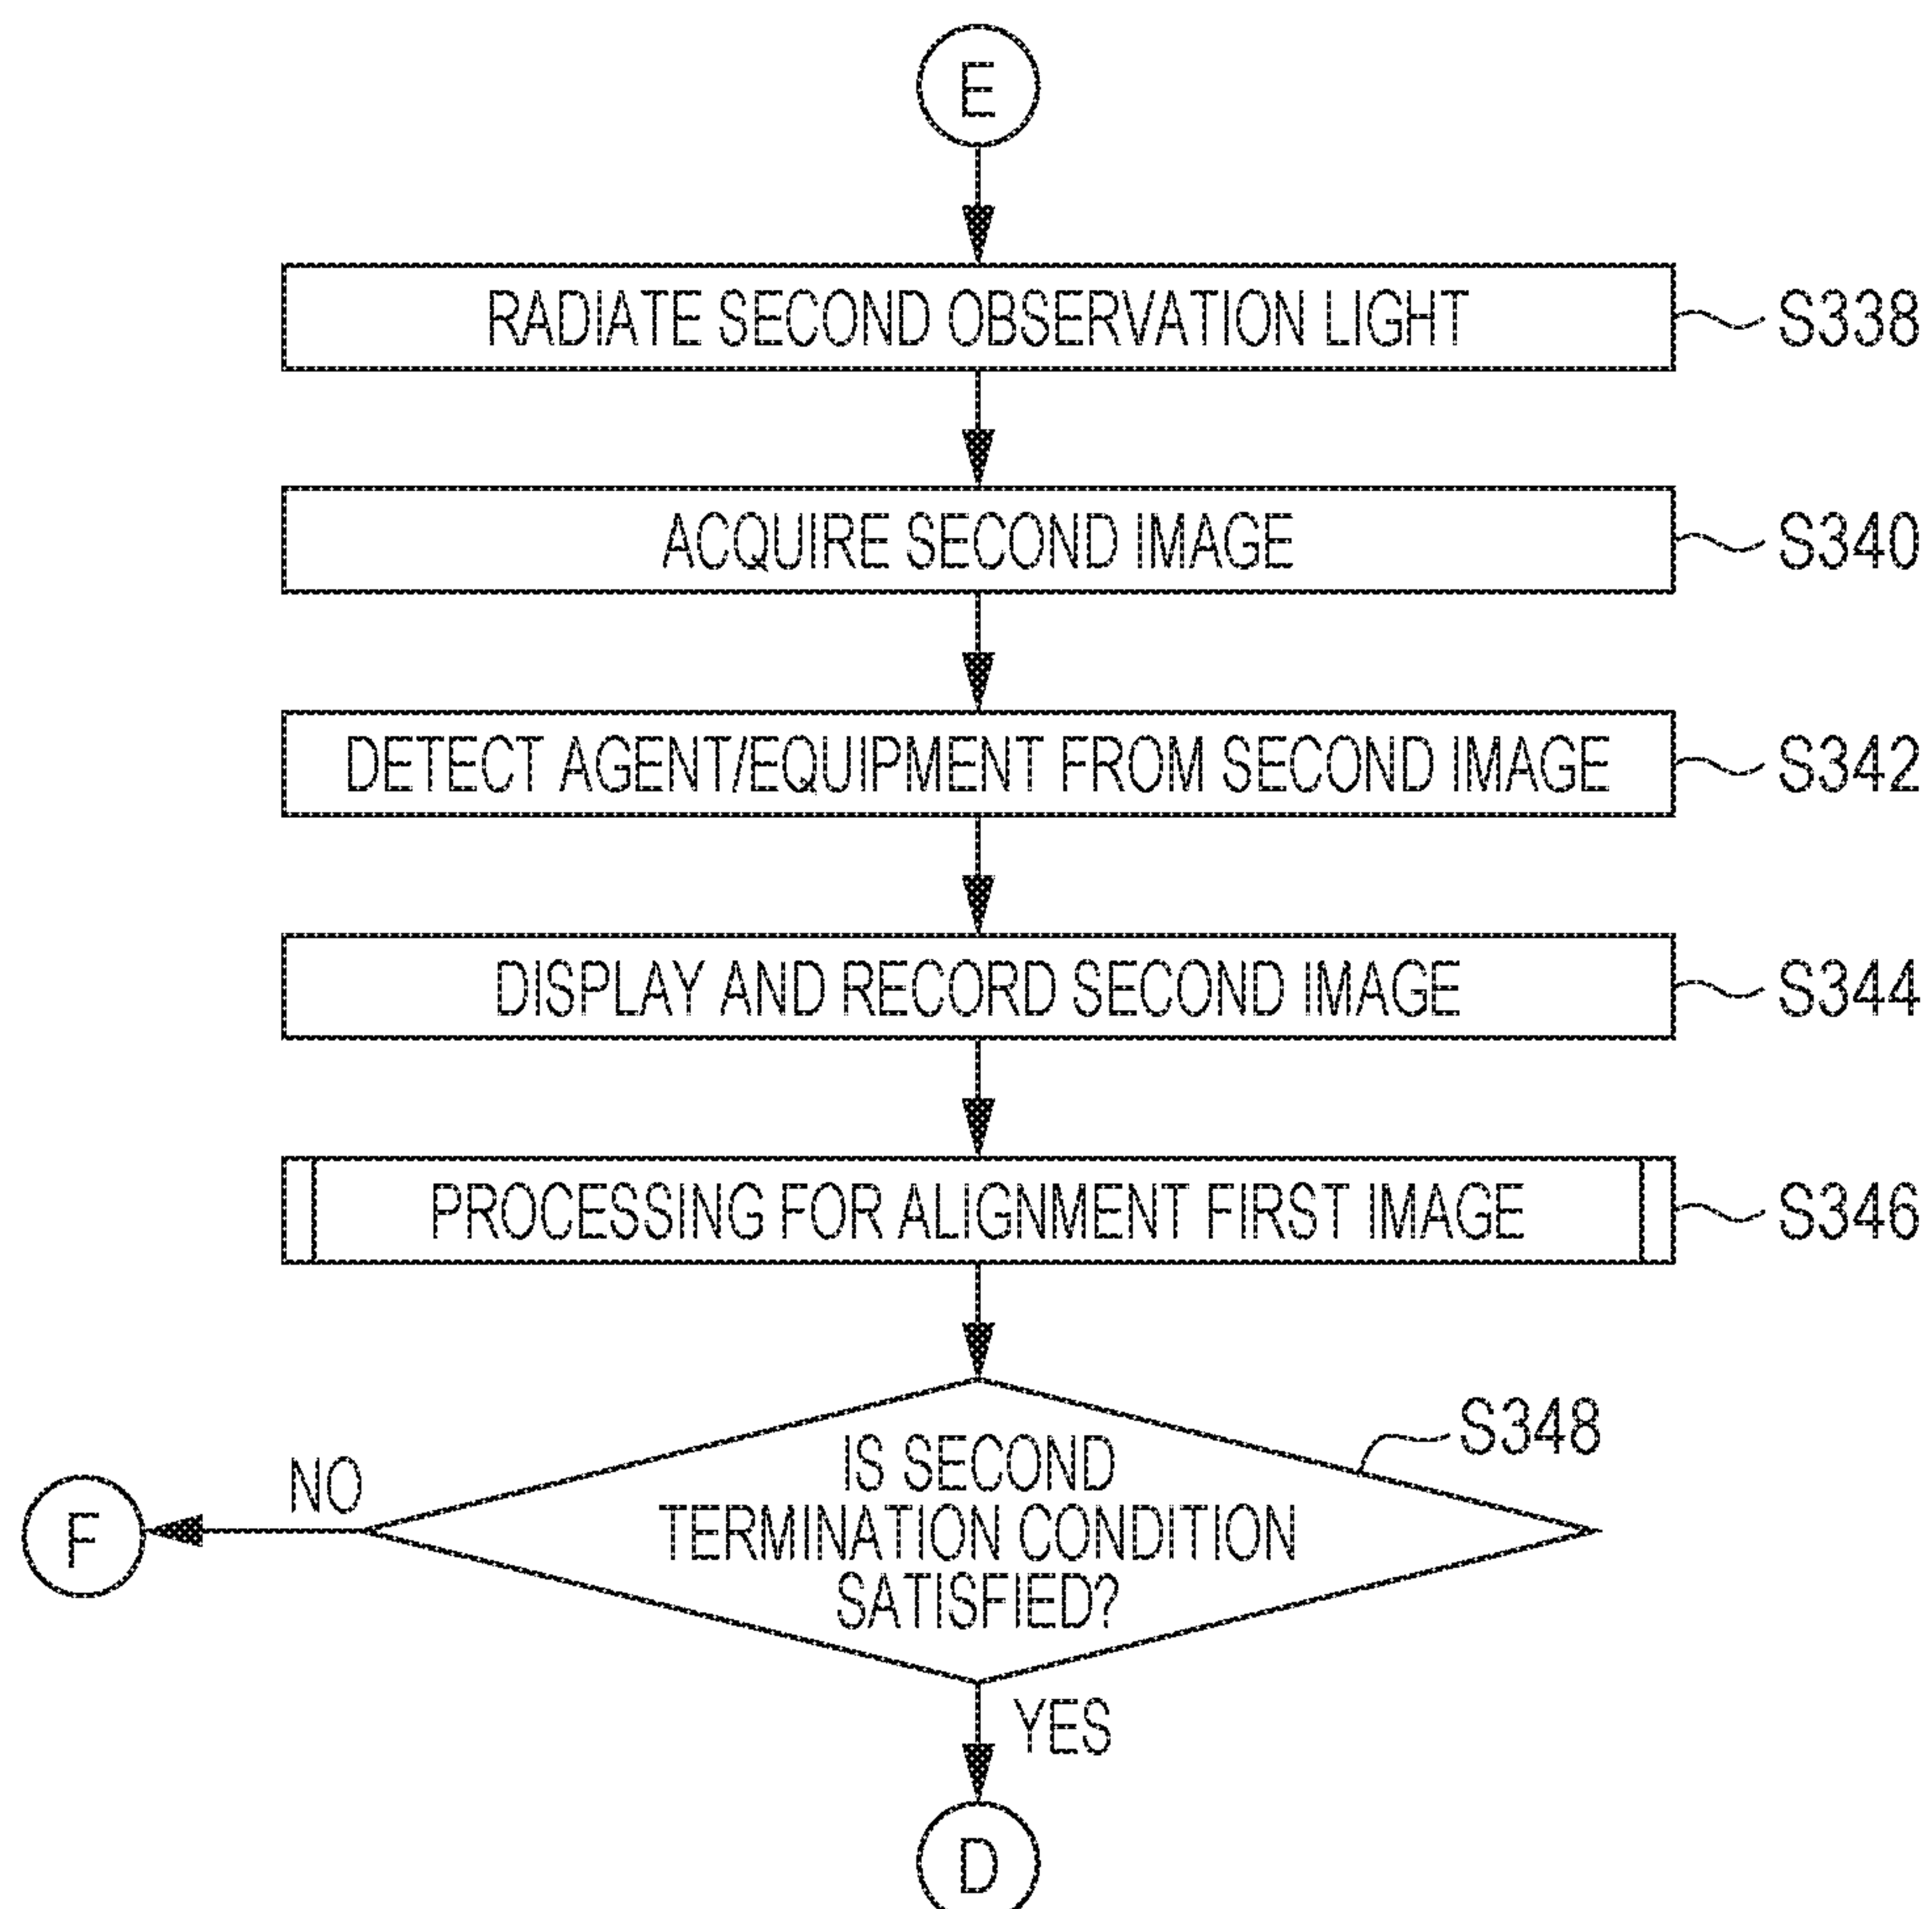 E
RADIATE SECOND OBSERVATION LIGHT
S338
ACQUIRE SECOND IMAGE
S340
DETECT AGENT/EQUIPMENT FROM SECOND IMAGE
S342
DISPLAY AND RECORD SECOND IMAGE
S344
PROCESSING FOR ALIGNMENT FIRST IMAGE
S346
S348
IS SECOND
TERMINATION CONDITION
SATISFIED?
NO
F
YES
D